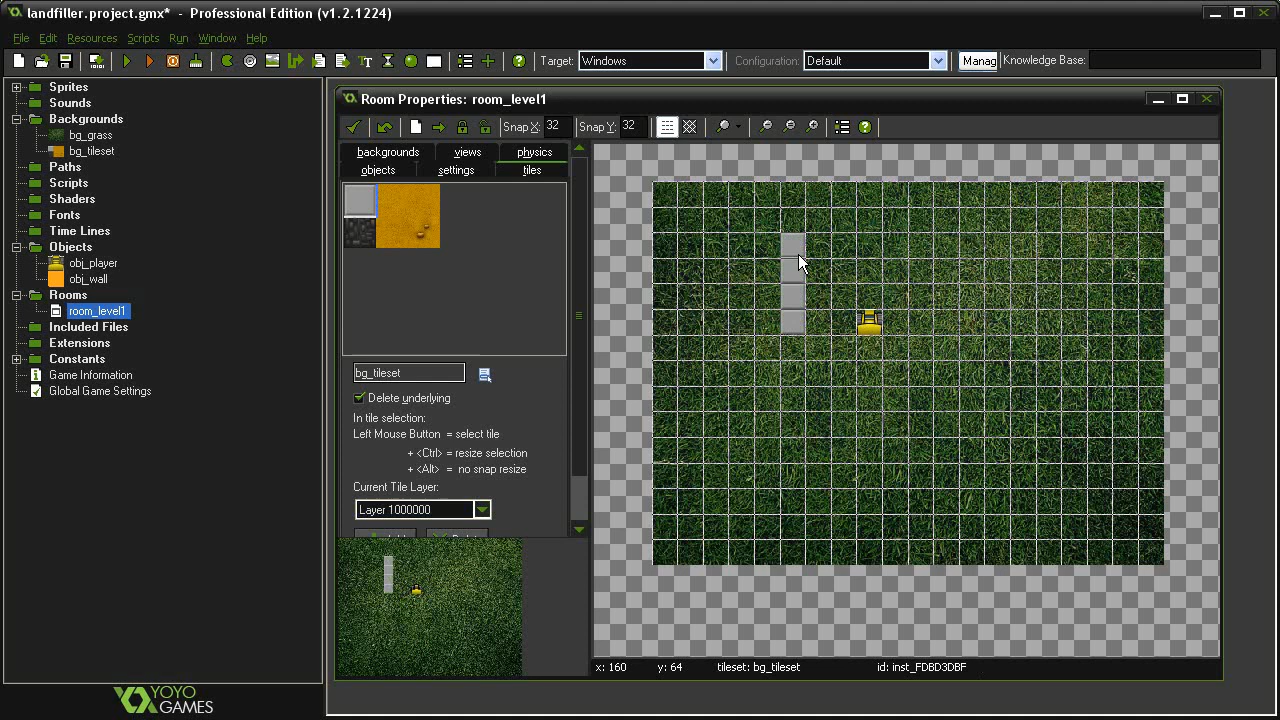 landfiller.project.gmx* - Professional Edition (v1.2.1224)
File Edit Resources Scripts Run Window Help
Target: Windows Configuration: Default Manag Knowledge Base:
Sprites
Sounds
Backgrounds
bg_grass
bg_tileset
Paths
Scripts
Shaders
Fonts
Time Lines
Objects
obj_player
obj_wall
Rooms
room_level1
Included Files
Extensions
Constants
Game Information
Global Game Settings
YOYO
GAMES
Room Properties: room_level1
Snap X: 32 Snap Y: 32
backgrounds views physics
objects settings tiles
bg_tileset
Delete underlying
In tile selection:
Left Mouse Button = select tile
+ <Ctrl> = resize selection
+ <Alt> = no snap resize
Current Tile Layer:
Layer 1000000
x: 160 y: 64 tileset: bg_tileset id: inst_FDBD3DBF